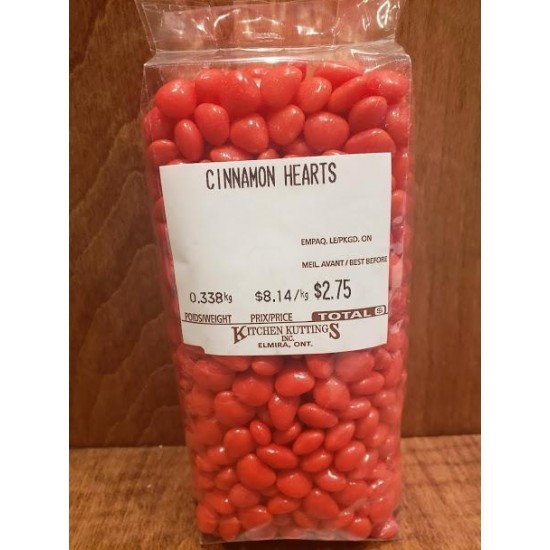 CINNAMON HEARTS
EMPAQ. LE/PKGD. ON
MEIL. AVANT / BEST BEFORE
0.338kg $8.14/kg $2.75
POIDS/WEIGHT PRIX/PRICE TOTAL $
KITCHEN KUTTINGS
INC.
ELMIRA, ONT.